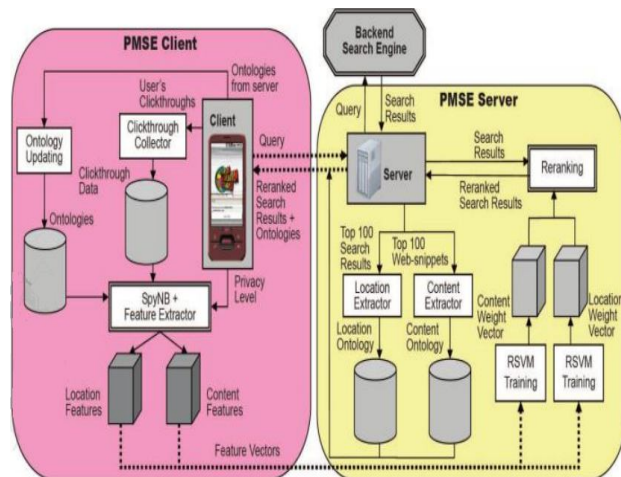 Backend
Search Engine
PMSE Client
Ontologies
from server
User's
Clickthroughs
Query
Search
Results
PMSE Server
Ontology
Updating
Clickthrough
Collector
Client
Query
Server
Search
Results
Reranking
Clickthrough
Data
Reranked
Search
Results +
Ontologies
Reranked
Search Results
Ontologies
Privacy
Level
Top 100
Search
Results
Top 100
Web-snippets
SpyNB +
Feature Extractor
Location
Extractor
Content
Extractor
Content
Weight
Vector
Location
Weight
Vector
Location
Ontology
Content
Ontology
RSVM
Training
RSVM
Training
Location
Features
Content
Features
Feature Vectors